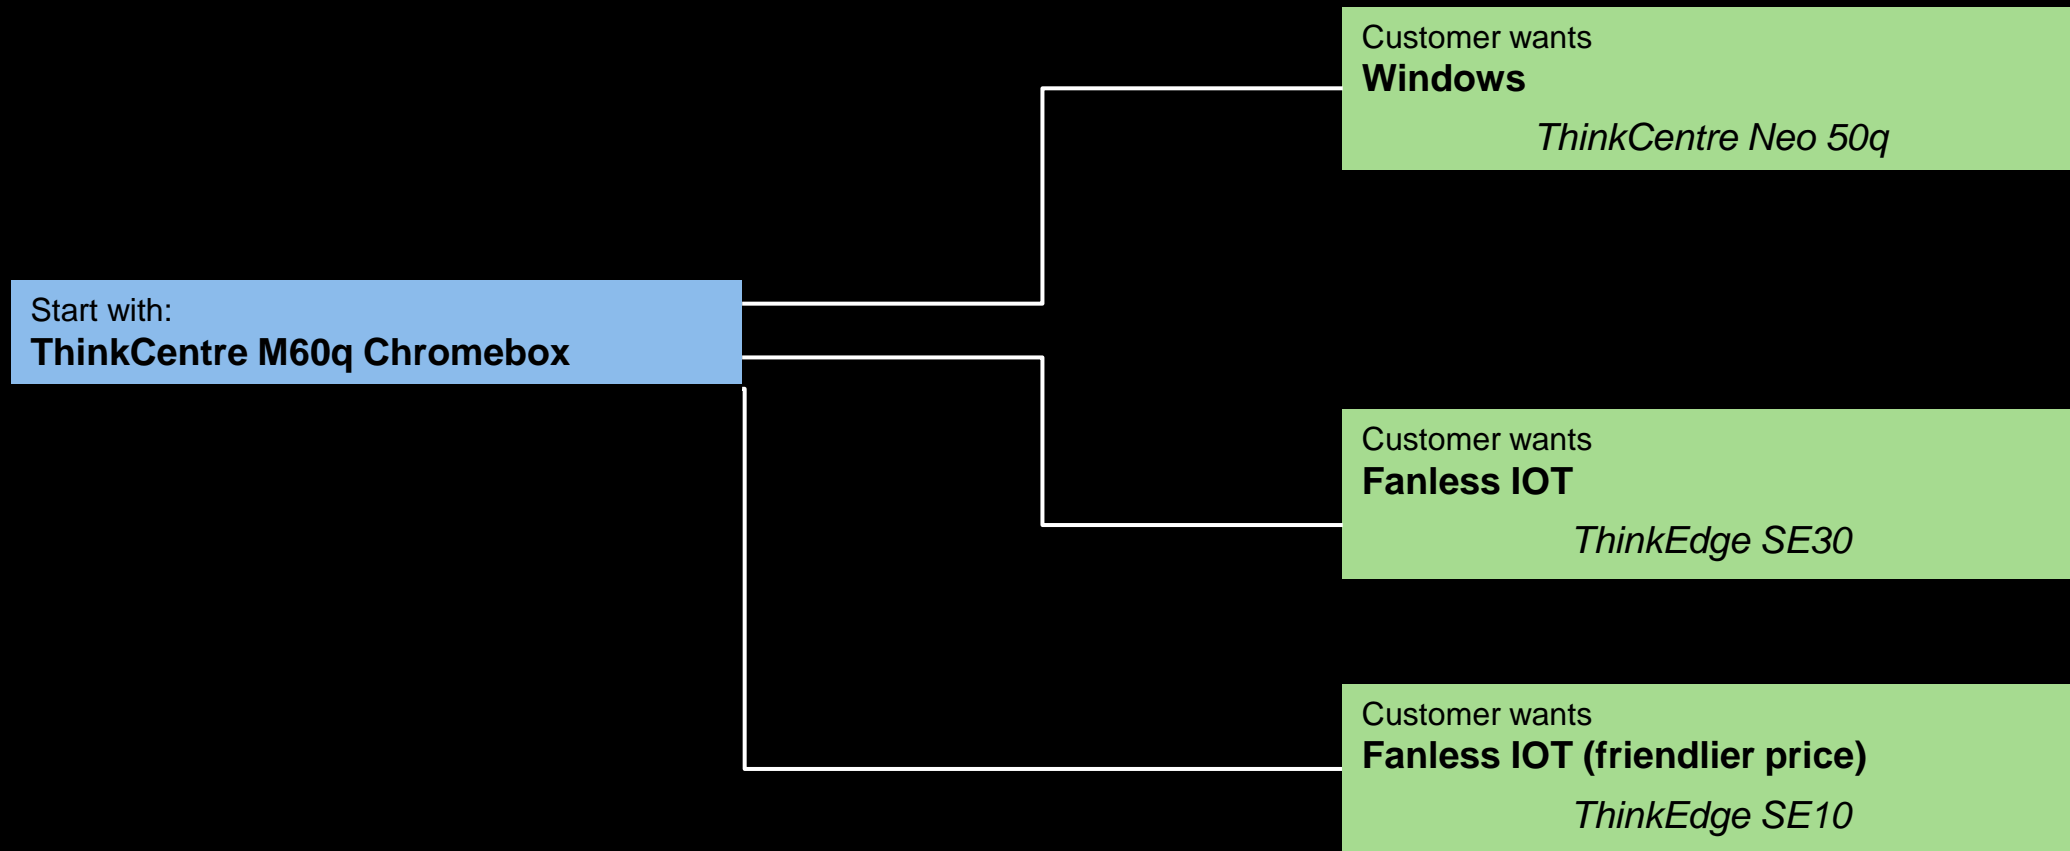 Customer wants
Windows
ThinkCentre Neo 50q
Start with:
ThinkCentre M60q Chromebox
Customer wants
Fanless IOT
ThinkEdge SE30
Customer wants
Fanless IOT (friendlier price)
ThinkEdge SE10